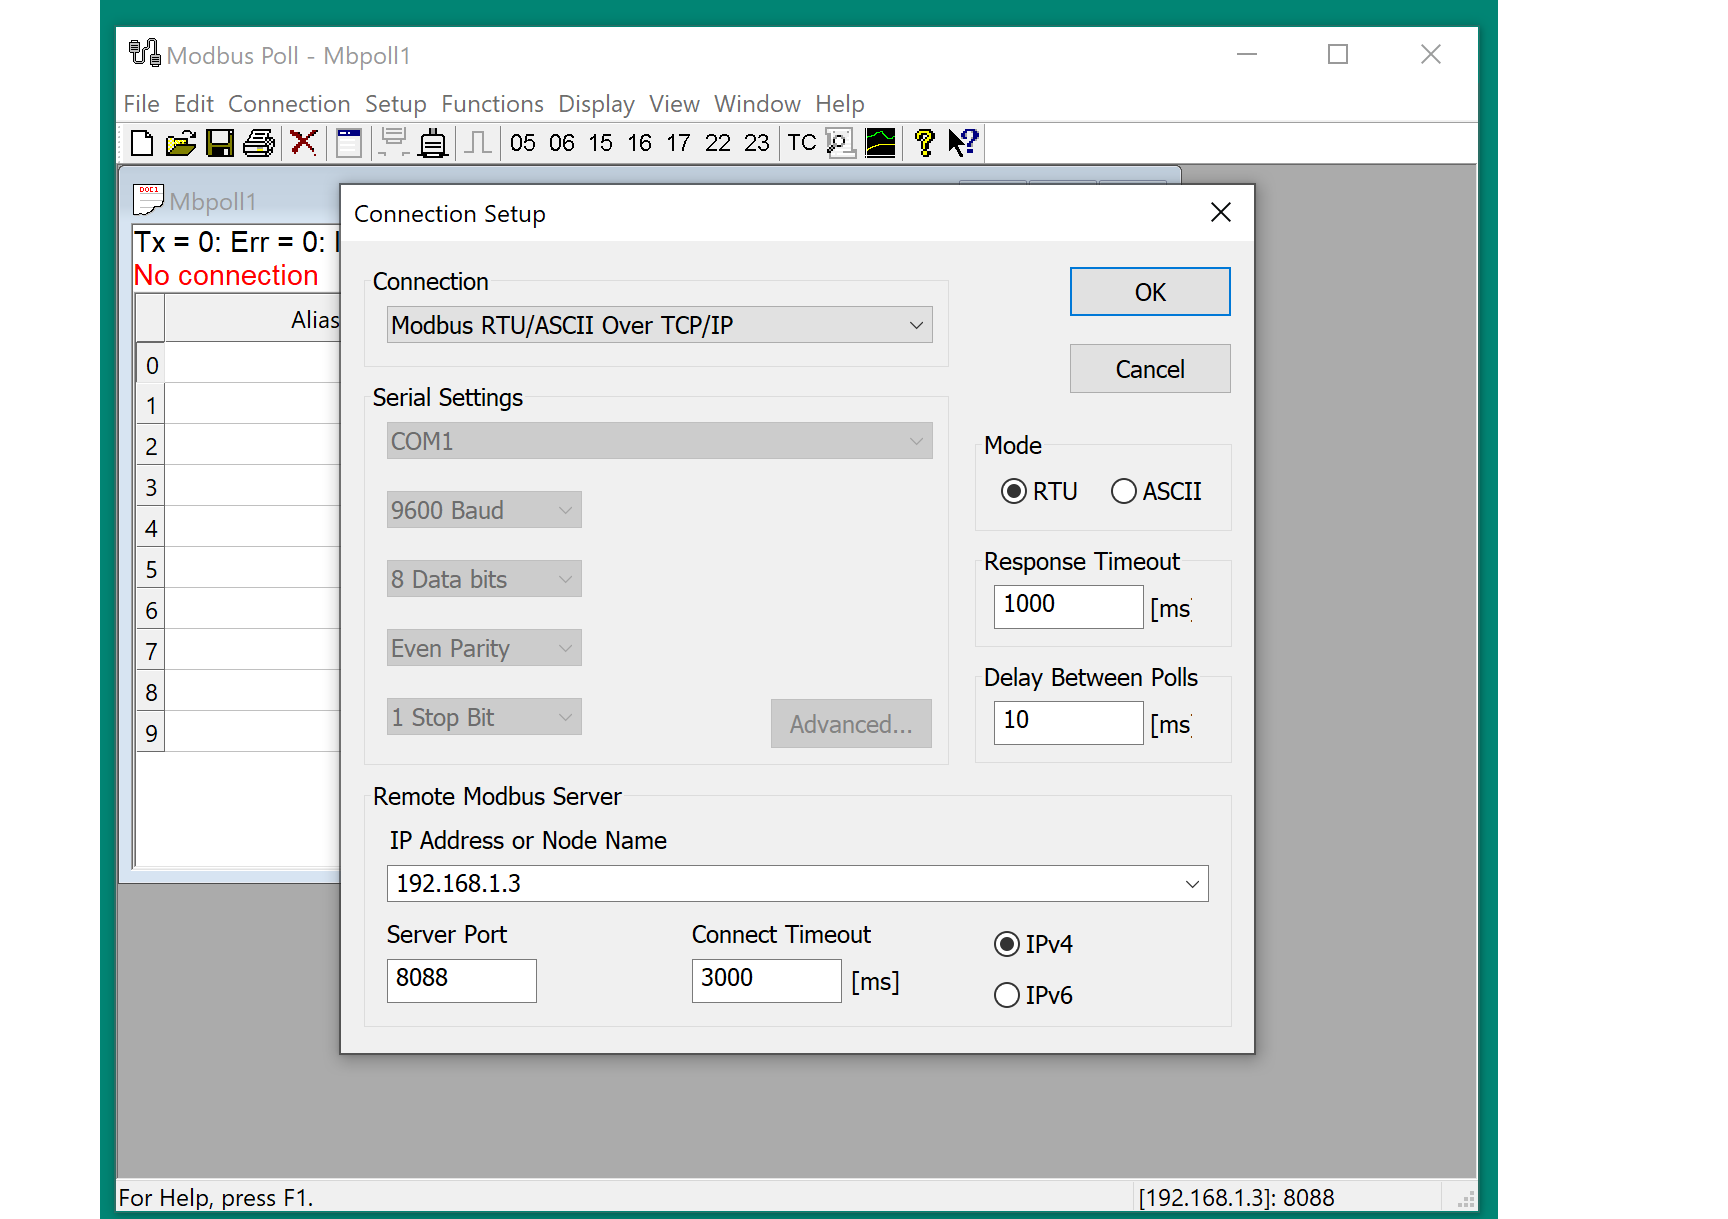 Modbus Poll - Mbpoll1
File Edit Connection Setup Functions Display View Window Help
05 06 15 16 17 22 23 TC
DOC1
Mbpoll1
Tx = 0: Err = 0:
No connection
Alias
0
1
2
3
4
5
6
7
8
9
Connection Setup
Connection
Modbus RTU/ASCII Over TCP/IP
OK
Cancel
Serial Settings
COM1
9600 Baud
8 Data bits
Even Parity
1 Stop Bit
Advanced...
Mode
RTU ASCII
Response Timeout
1000 [ms]
Delay Between Polls
10 [ms]
Remote Modbus Server
IP Address or Node Name
192.168.1.3
Server Port
8088
Connect Timeout
3000 [ms]
IPv4
IPv6
For Help, press F1.
[192.168.1.3]: 8088